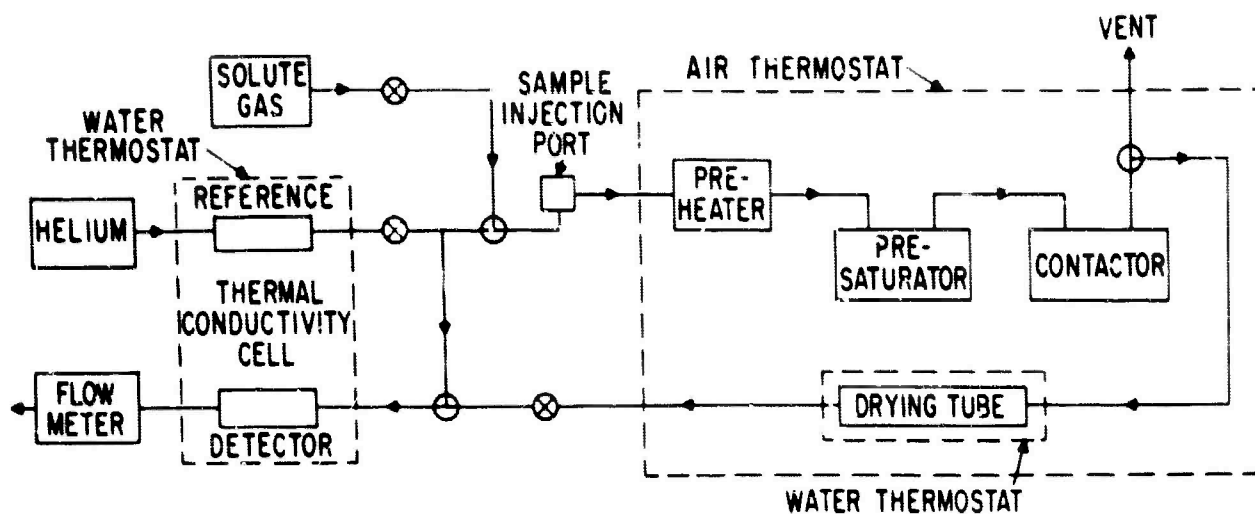 VENT
SOLUTE
GAS
SAMPLE
INJECTION
PORT
AIR THERMOSTAT
WATER
THERMOSTAT
REFERENCE
PRE-
HEATER
HELIUM
PRE-
SATURATOR
CONTACTOR
THERMAL
CONDUCTIVITY
CELL
FLOW
METER
DETECTOR
DRYING TUBE
WATER THERMOSTAT